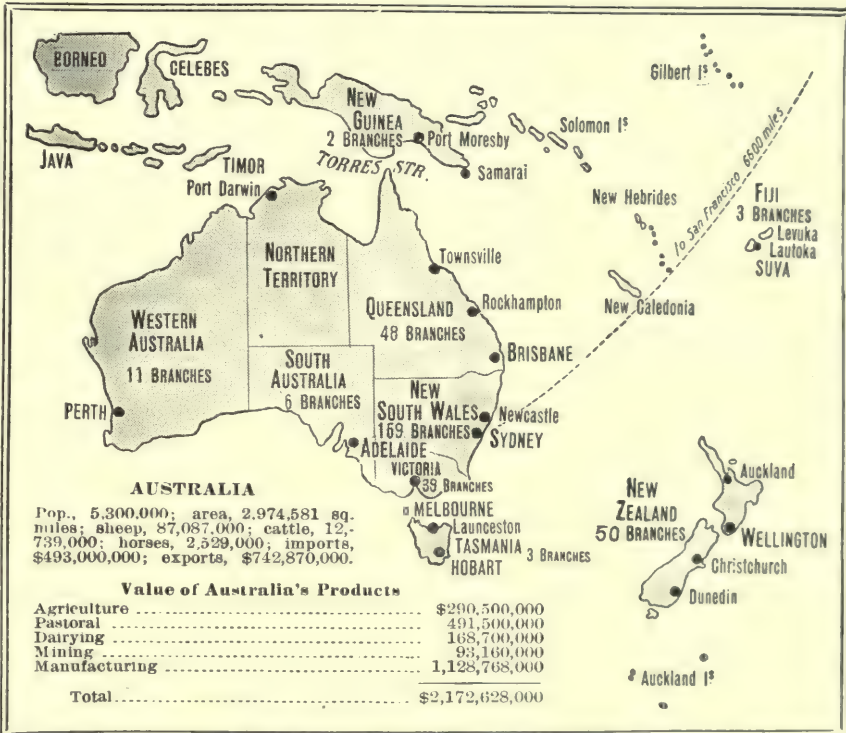 BORNEO
CELEBES
Gilbert Is
NEW
GUINEA
2 BRANCHES
Port Moresby
Solomon Is
JAVA
TIMOR
TORRES STR.
Samarai
Port Darwin
to San Francisco 6600 miles
New Hebrides
FIJI
3 BRANCHES
Levuka
Lautoka
SUVA
NORTHERN
TERRITORY
Townsville
QUEENSLAND
48 BRANCHES
Rockhampton
New Caledonia
WESTERN
AUSTRALIA
11 BRANCHES
BRISBANE
SOUTH
AUSTRALIA
6 BRANCHES
NEW
SOUTH WALES
159 BRANCHES
Newcastle
SYDNEY
PERTH
ADELAIDE
VICTORIA
39 BRANCHES
MELBOURNE
Launceston
TASMANIA
3 BRANCHES
HOBART
NEW
ZEALAND
50 BRANCHES
Auckland
WELLINGTON
Christchurch
Dunedin
Auckland Is
AUSTRALIA
Pop., 5,300,000; area, 2,974,581 sq.
miles; sheep, 87,087,000; cattle, 12,-
739,000; horses, 2,529,000; imports,
$493,000,000; exports, $742,870,000.
Value of Australia's Products
Agriculture ........ $290,500,000
Pastoral ........ 491,500,000
Dairying ........ 168,700,000
Mining ........ 93,160,000
Manufacturing ........ 1,128,768,000
Total ........ $2,172,628,000